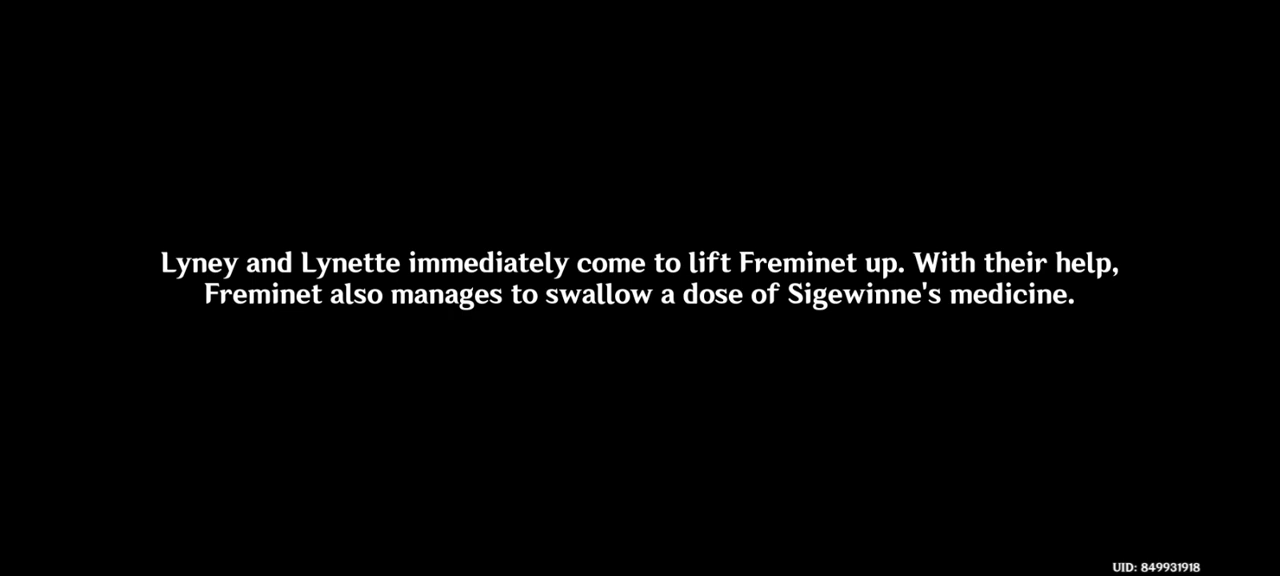 Lyney and Lynette immediately come to lift Freminet up. With their help,
Freminet also manages to swallow a dose of Sigewinne's medicine.
UID: 849931918